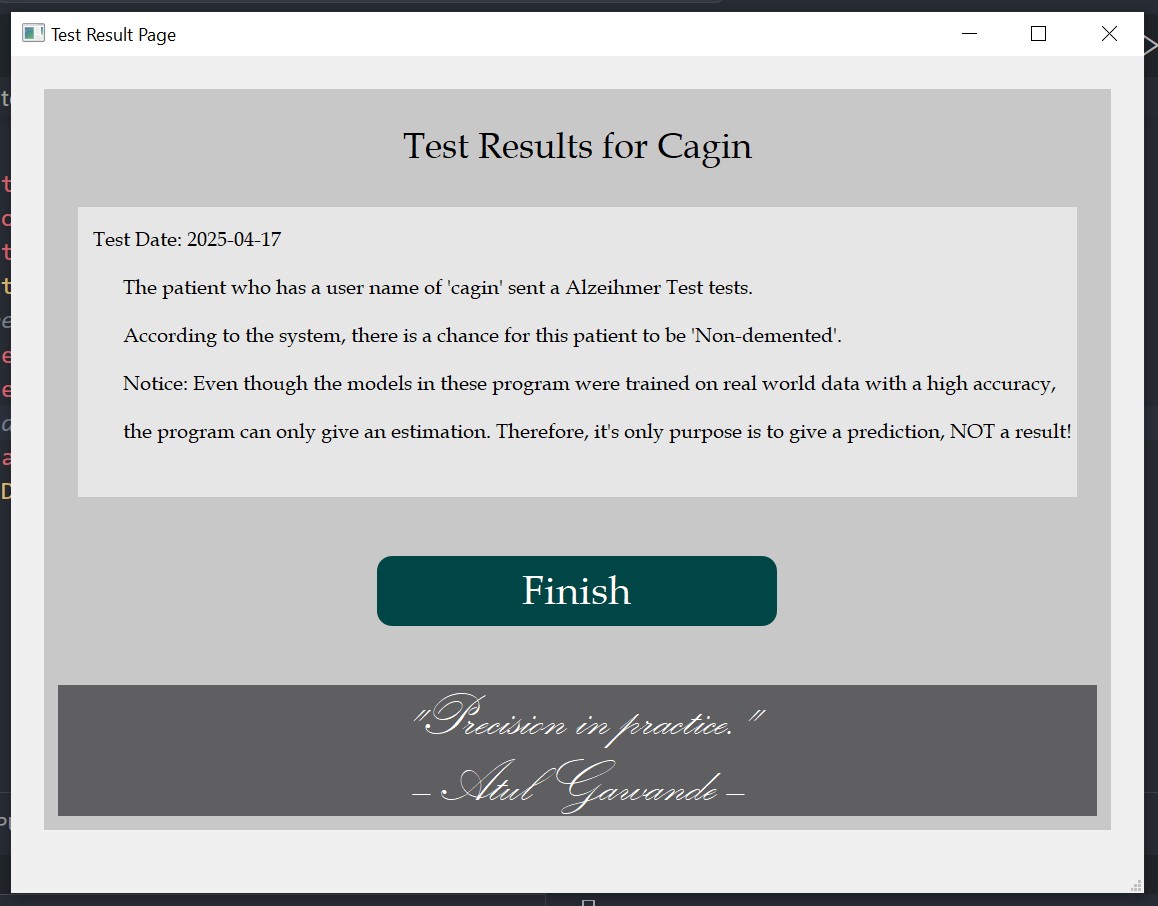 Test Result Page
Test Results for Cagin
Test Date: 2025-04-17
The patient who has a user name of 'cagin' sent a Alzeihmer Test tests.
According to the system, there is a chance for this patient to be 'Non-demented'.
Notice: Even though the models in these program were trained on real world data with a high accuracy,
the program can only give an estimation. Therefore, it's only purpose is to give a prediction, NOT a result!
Finish
"Precision in practice."
– Atul Gawande –